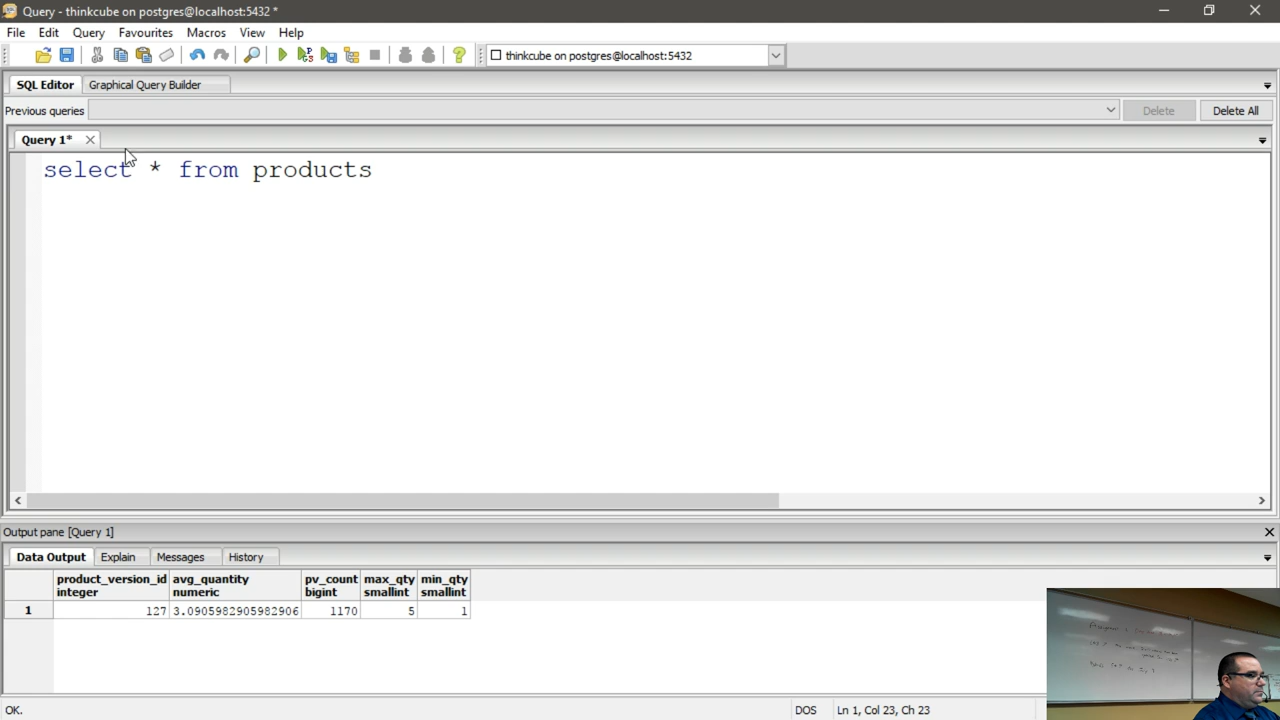 Query - thinkcube on postgres@localhost:5432 *
File Edit Query Favourites Macros View Help
thinkcube on postgres@localhost:5432
SQL Editor Graphical Query Builder
Previous queries Delete Delete All
Query 1*
select * from products
Output pane [Query 1]
Data Output Explain Messages History
product_version_id avg_quantity pv_count max_qty min_qty
integer numeric bigint smallint smallint
1 127 3.0905982905982906 1170 5 1
OK. DOS Ln 1, Col 23, Ch 23